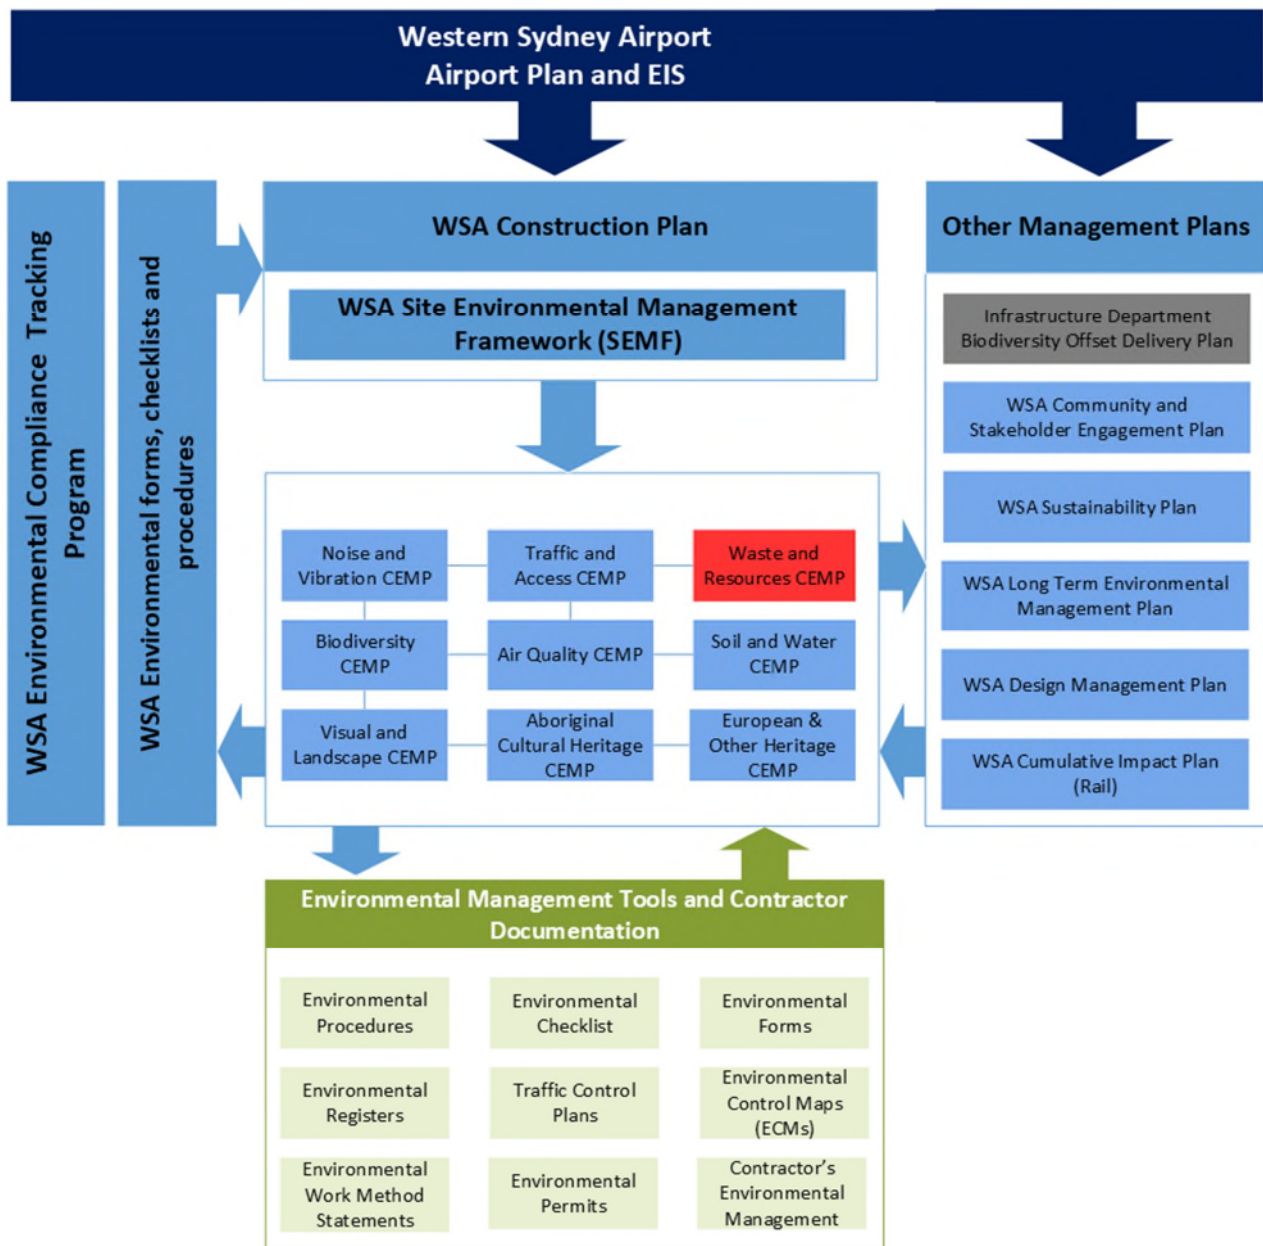 Western Sydney Airport
Airport Plan and EIS
WSA Environmental Compliance Tracking
Program
WSA Environmental forms, checklists and
procedures
WSA Construction Plan
WSA Site Environmental Management
Framework (SEMF)
Other Management Plans
Infrastructure Department
Biodiversity Offset Delivery Plan
WSA Community and
Stakeholder Engagement Plan
WSA Sustainability Plan
WSA Long Term Environmental
Management Plan
WSA Design Management Plan
WSA Cumulative Impact Plan
(Rail)
Noise and
Vibration CEMP
Traffic and
Access CEMP
Waste and
Resources CEMP
Biodiversity
CEMP
Air Quality CEMP
Soil and Water
CEMP
Visual and
Landscape CEMP
Aboriginal
Cultural Heritage
CEMP
European &
Other Heritage
CEMP
Environmental Management Tools and Contractor
Documentation
Environmental
Procedures
Environmental
Checklist
Environmental
Forms
Environmental
Registers
Traffic Control
Plans
Environmental
Control Maps
(ECMs)
Environmental
Work Method
Statements
Environmental
Permits
Contractor’s
Environmental
Management